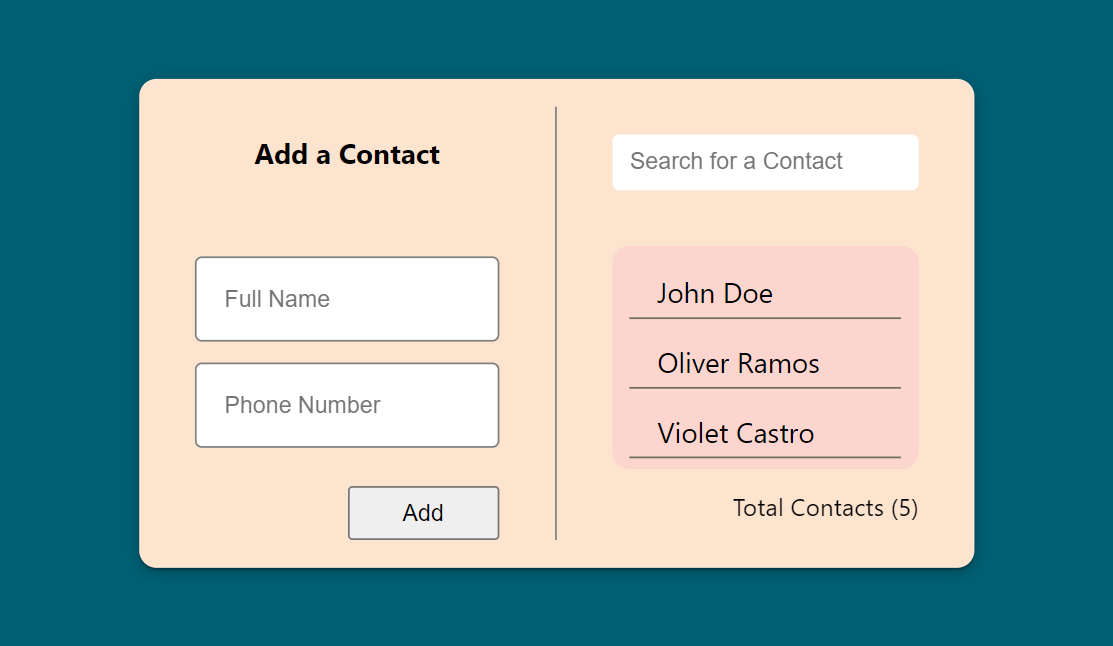 Add a Contact
Full Name
Phone Number
Add
Search for a Contact
John Doe
Oliver Ramos
Violet Castro
Total Contacts (5)